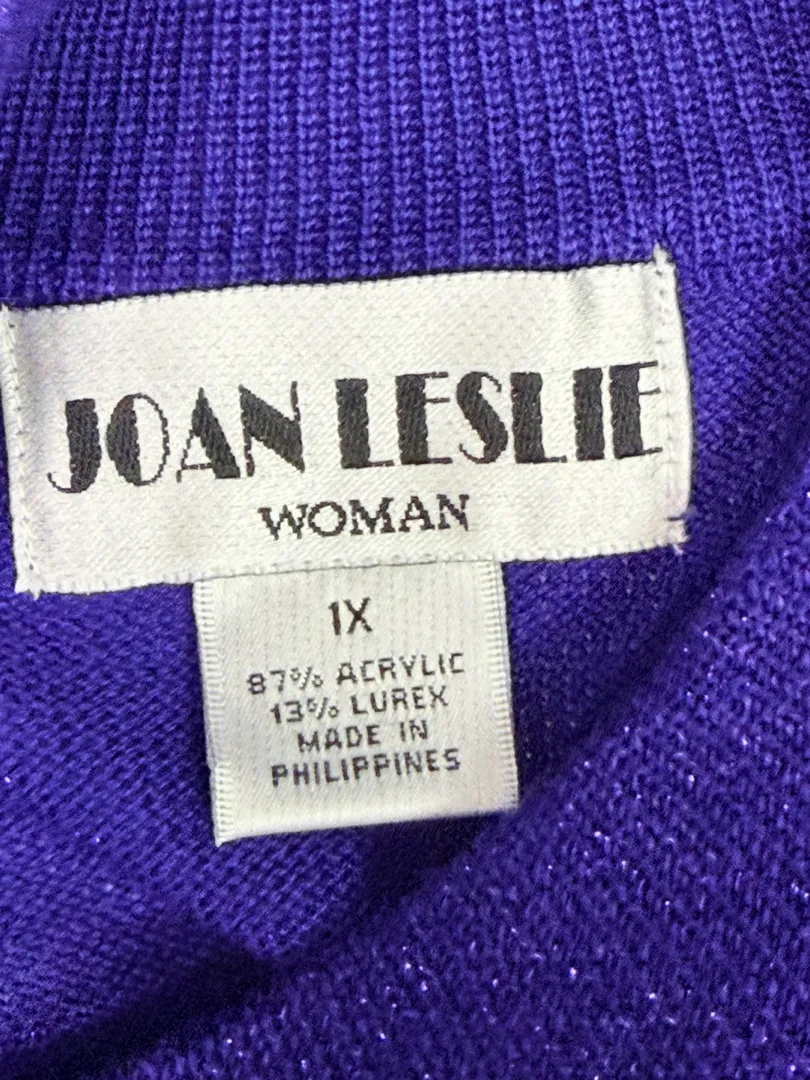 JOAN LESLIE
WOMAN
1X
87% ACRYLIC
13% LUREX
MADE IN
PHILIPPINES